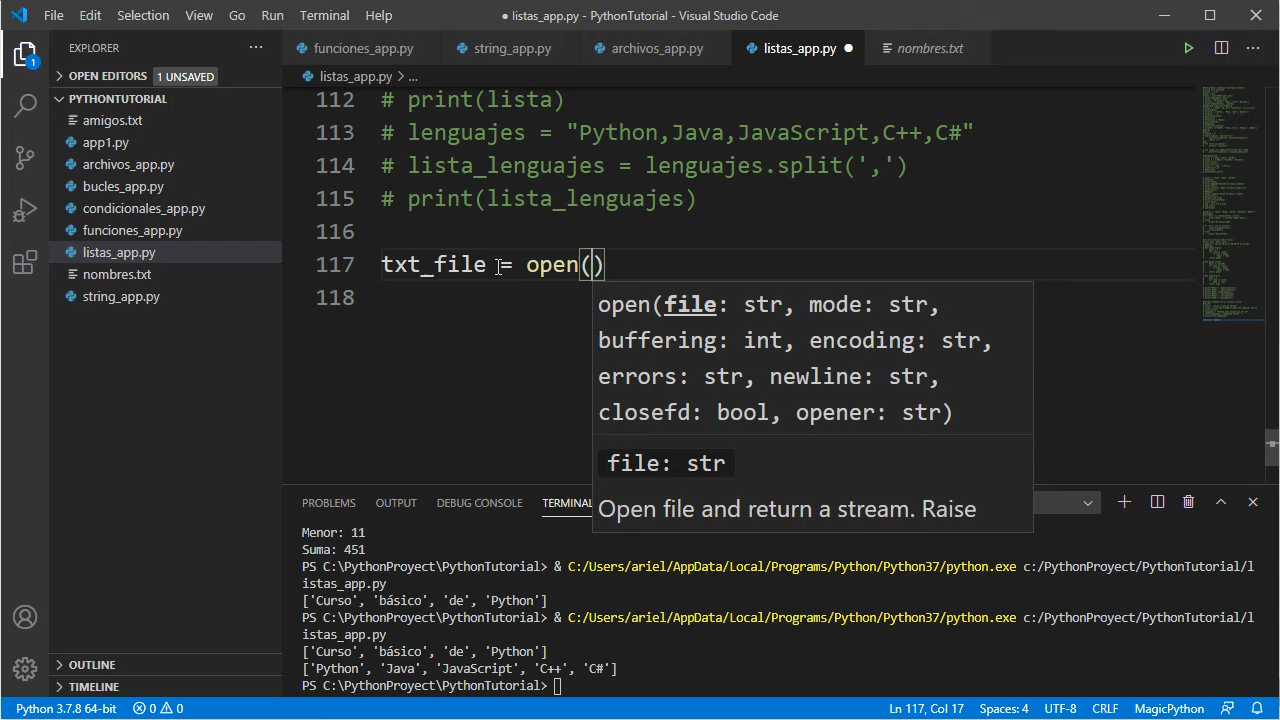 File Edit Selection View Go Run Terminal Help
● listas_app.py - PythonTutorial - Visual Studio Code
EXPLORER
OPEN EDITORS 1 UNSAVED
PYTHONTUTORIAL
amigos.txt
app1.py
archivos_app.py
bucles_app.py
condicionales_app.py
funciones_app.py
listas_app.py
nombres.txt
string_app.py
OUTLINE
TIMELINE
funciones_app.py string_app.py archivos_app.py listas_app.py ● nombres.txt
listas_app.py > ...
112 # print(lista)
113 # lenguajes = "Python,Java,JavaScript,C++,C#"
114 # lista_lenguajes = lenguajes.split(',')
115 # print(lista_lenguajes)
116
117 txt_file = open()
118
open(file: str, mode: str,
buffering: int, encoding: str,
errors: str, newline: str,
closefd: bool, opener: str)
file: str
Open file and return a stream. Raise
PROBLEMS OUTPUT DEBUG CONSOLE TERMINAL
Menor: 11
Suma: 451
PS C:\PythonProyect\PythonTutorial> & C:/Users/ariel/AppData/Local/Programs/Python/Python37/python.exe c:/PythonProyect/PythonTutorial/l
istas_app.py
['Curso', 'básico', 'de', 'Python']
PS C:\PythonProyect\PythonTutorial> & C:/Users/ariel/AppData/Local/Programs/Python/Python37/python.exe c:/PythonProyect/PythonTutorial/l
istas_app.py
['Curso', 'básico', 'de', 'Python']
['Python', 'Java', 'JavaScript', 'C++', 'C#']
PS C:\PythonProyect\PythonTutorial>
1
Python 3.7.8 64-bit 0 0 Ln 117, Col 17 Spaces: 4 UTF-8 CRLF MagicPython